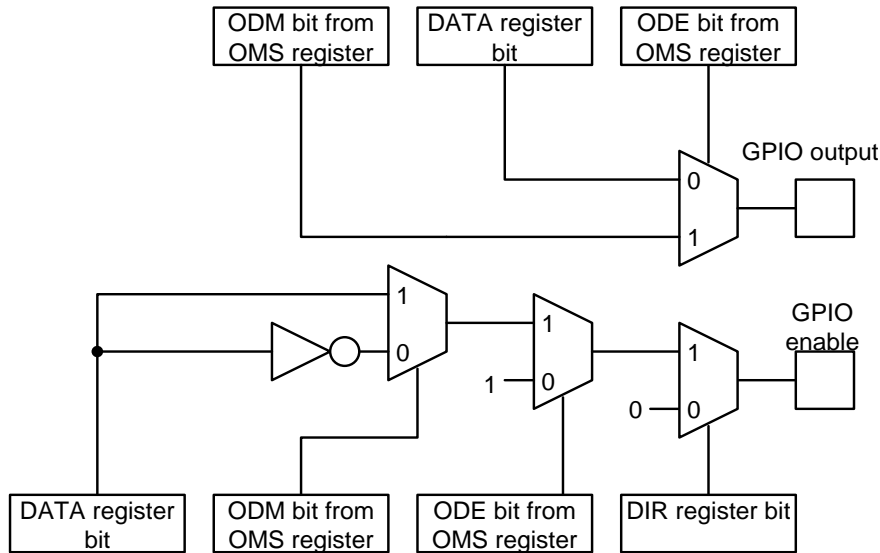 ODM bit from
OMS register
DATA register
bit
ODE bit from
OMS register
GPIO output
0
1
1
0
1
1
0
GPIO
enable
1
0
0
DATA register
bit
ODM bit from
OMS register
ODE bit from
OMS register
DIR register bit